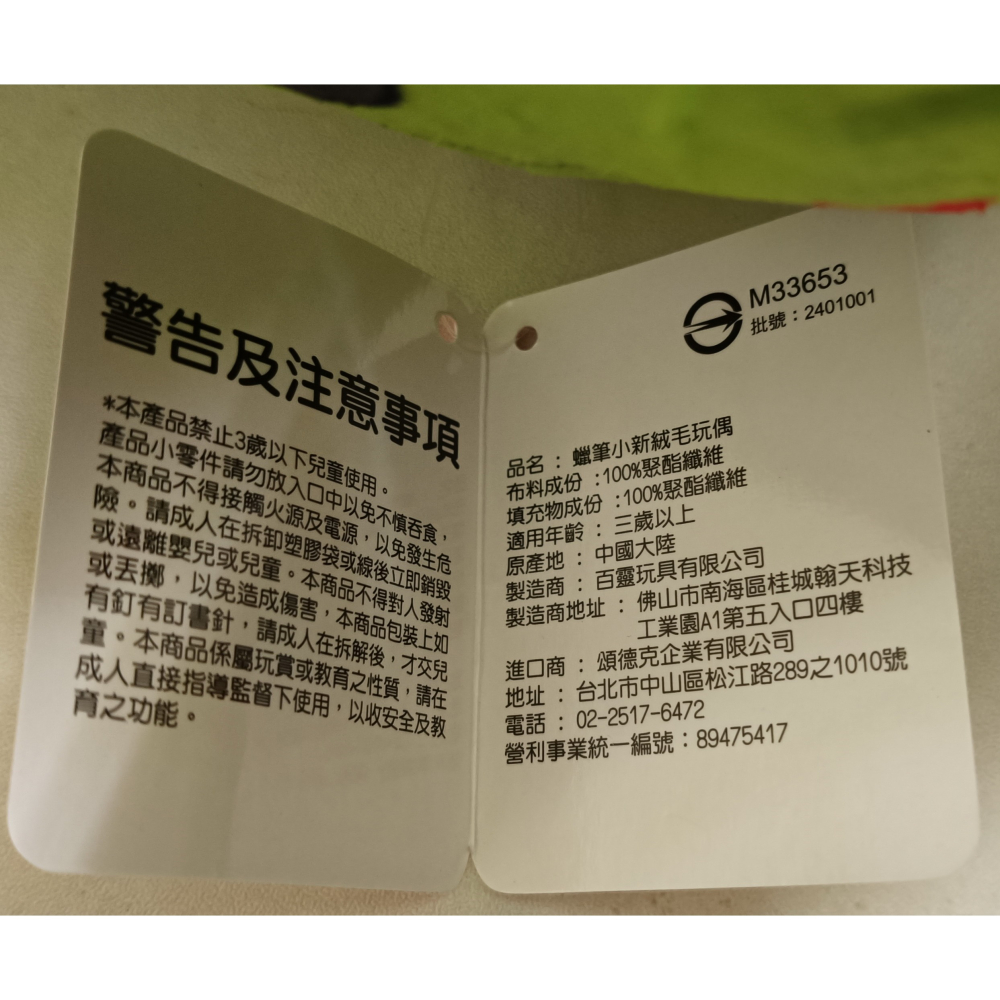 警告及注意事項
*本產品禁止3歲以下兒童使用。
產品小零件請勿放入口中以免不慎吞食，
本商品不得接觸火源及電源，以免發生危
險。請成人在拆卸塑膠袋或線後立即銷毀
或遠離嬰兒或兒童。本商品不得對人發射
或丟擲，以免造成傷害，本商品包裝上如
有釘有訂書針，請成人在拆解後，才交兒
童。本商品係屬玩賞或教育之性質，請在
成人直接指導監督下使用，以收安全及教
育之功能。
M33653
批號：2401001
品名：蠟筆小新絨毛玩偶
布料成份：100%聚酯纖維
填充物成份：100%聚酯纖維
適用年齡：三歲以上
原產地：中國大陸
製造商：百靈玩具有限公司
製造商地址：佛山市南海區桂城翰天科技
工業園A1第五入口四樓
進口商：頌德克企業有限公司
地址：台北市中山區松江路289之1010號
電話：02-2517-6472
營利事業統一編號：89475417